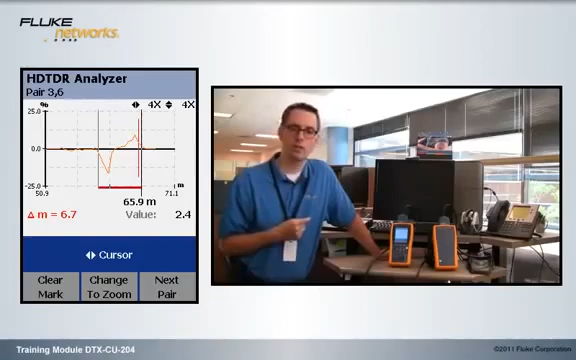 FLUKE
networks®
HDTDR Analyzer
Pair 3,6
%
4X
4X
25.0
0.0
-25.0
m
50.9
71.1
65.9 m
Δ m = 6.7
Value: 2.4
Cursor
Clear
Mark
Change
To Zoom
Next
Pair
Training Module DTX-CU-204
©2011 Fluke Corporation